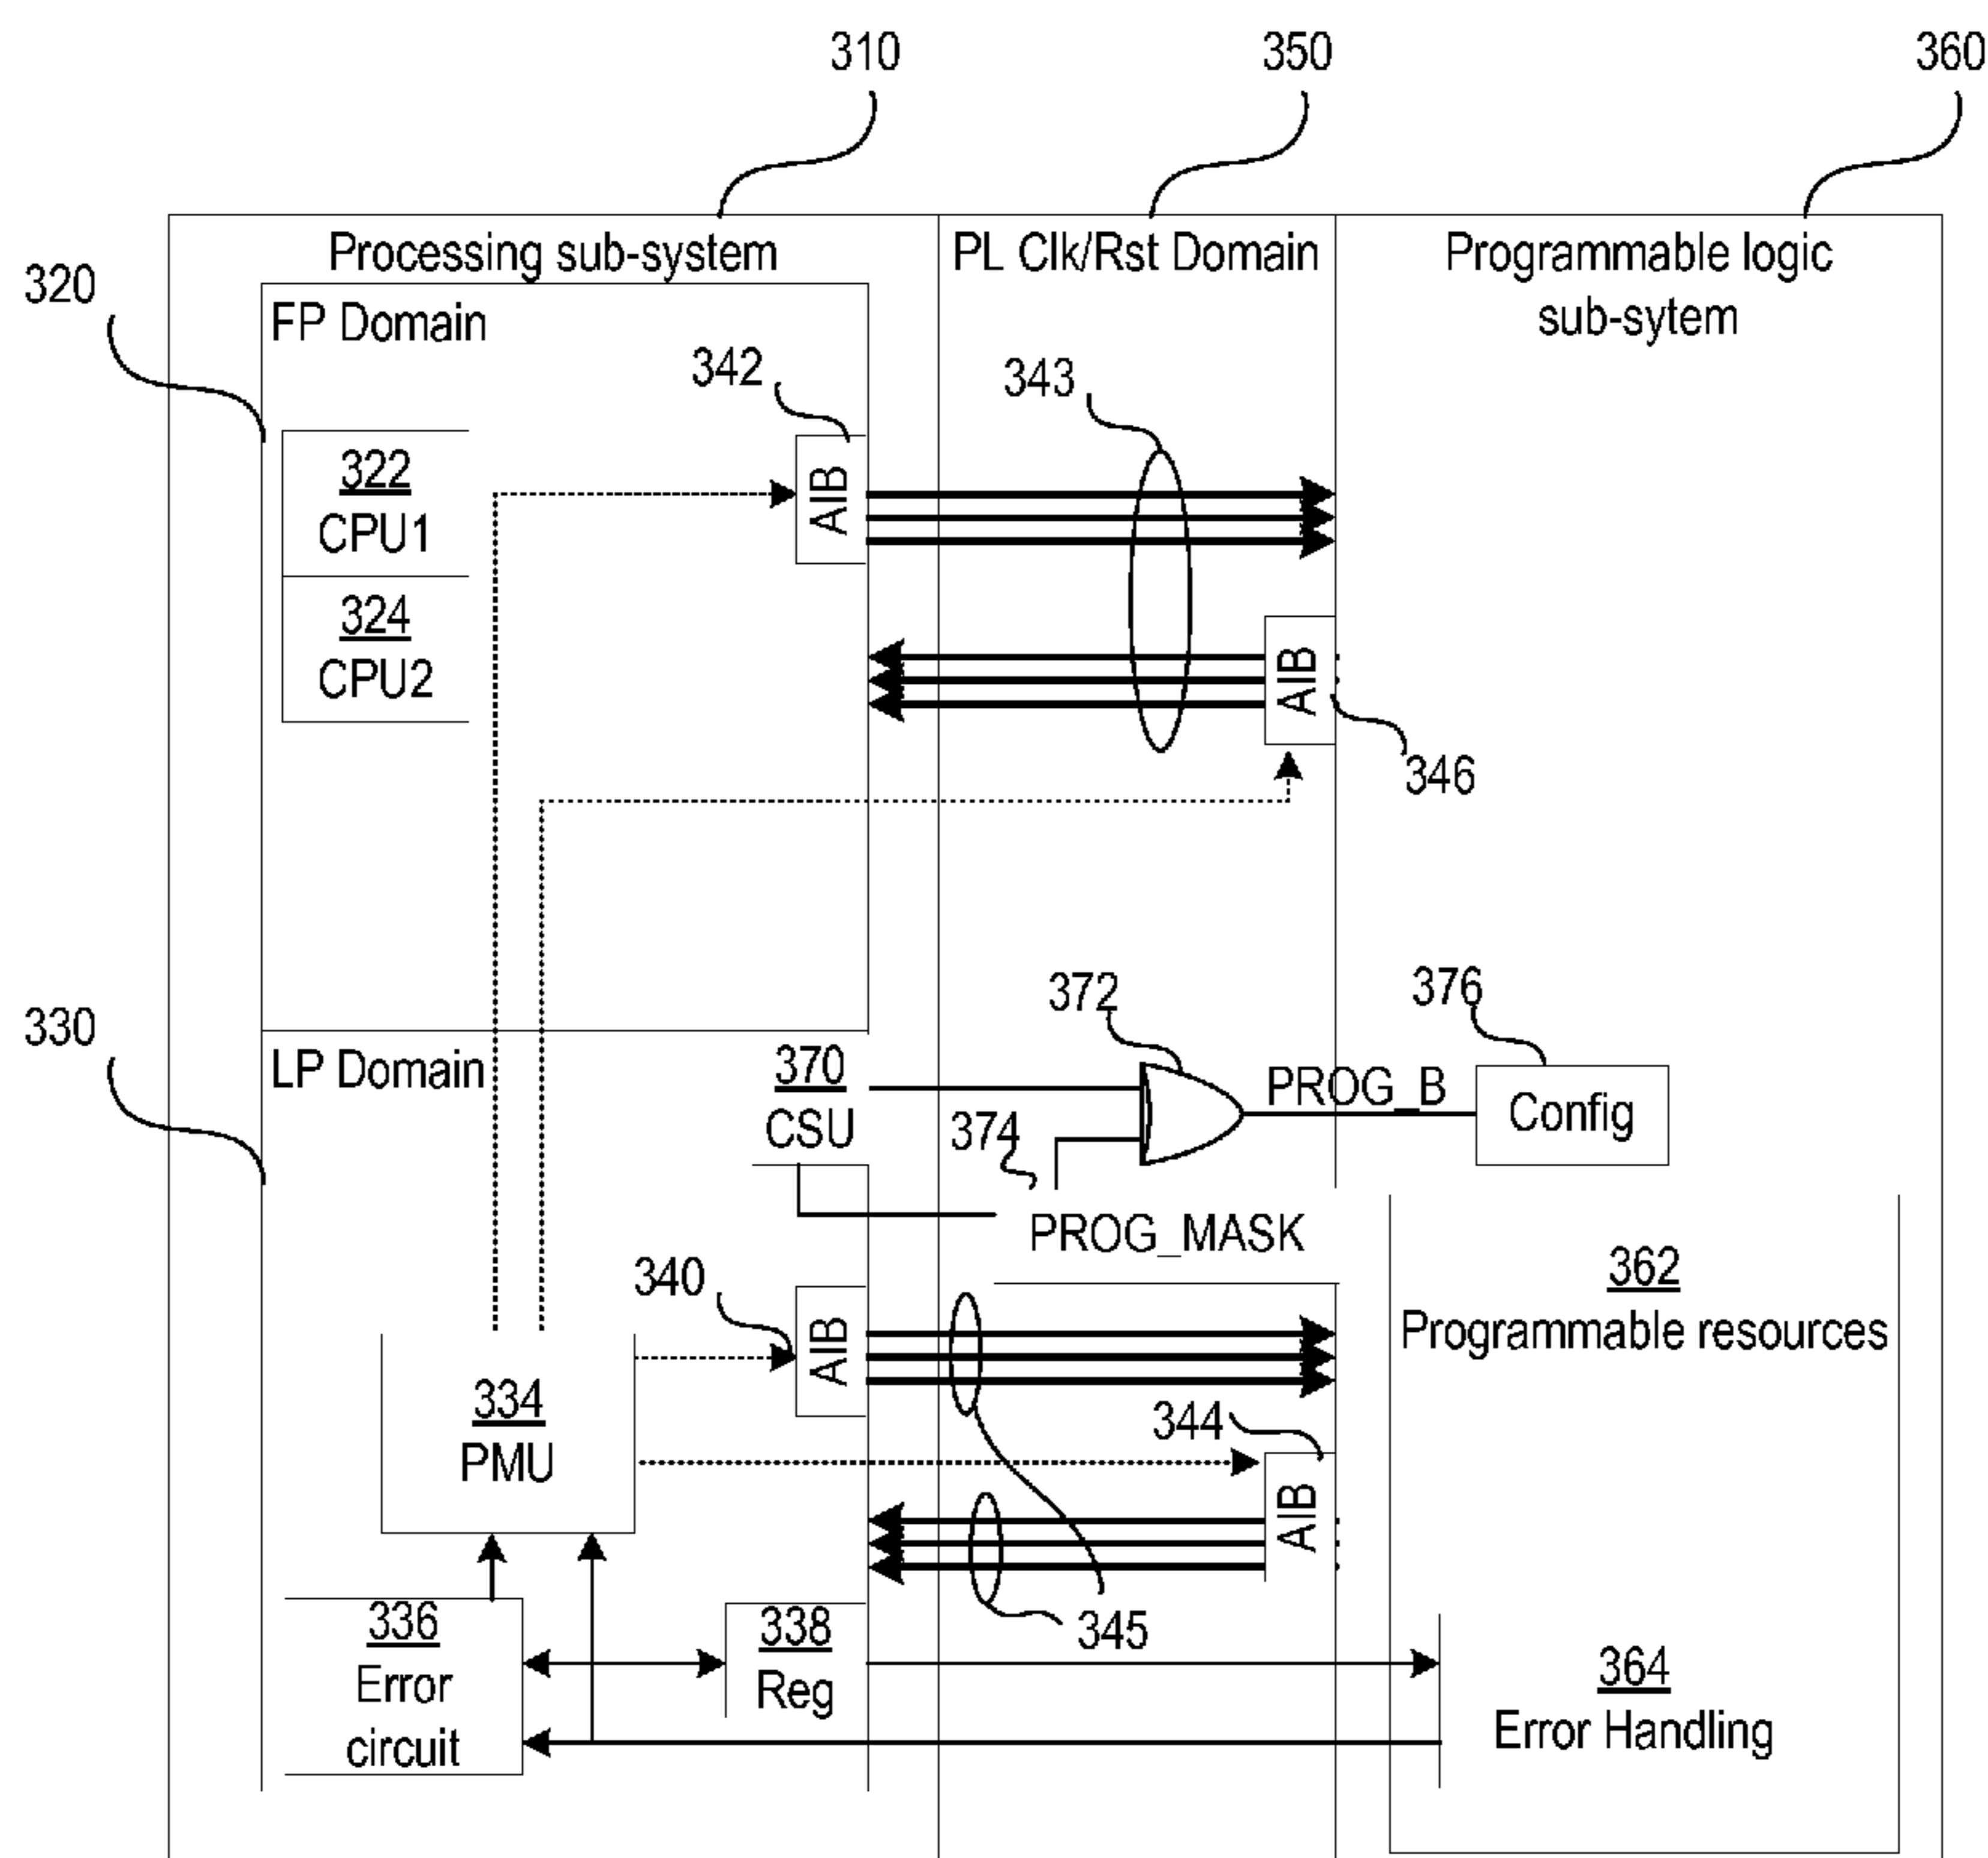 310
350
360
Processing sub-system
PL Clk/Rst Domain
Programmable logic
sub-sytem
320
FP Domain
342
343
322
CPU1
AIB
324
CPU2
AIB
346
330
LP Domain
370
CSU
372
374
PROG_B
376
Config
PROG_MASK
340
AIB
362
Programmable resources
334
PMU
344
AIB
345
336
Error
circuit
338
Reg
364
Error Handling